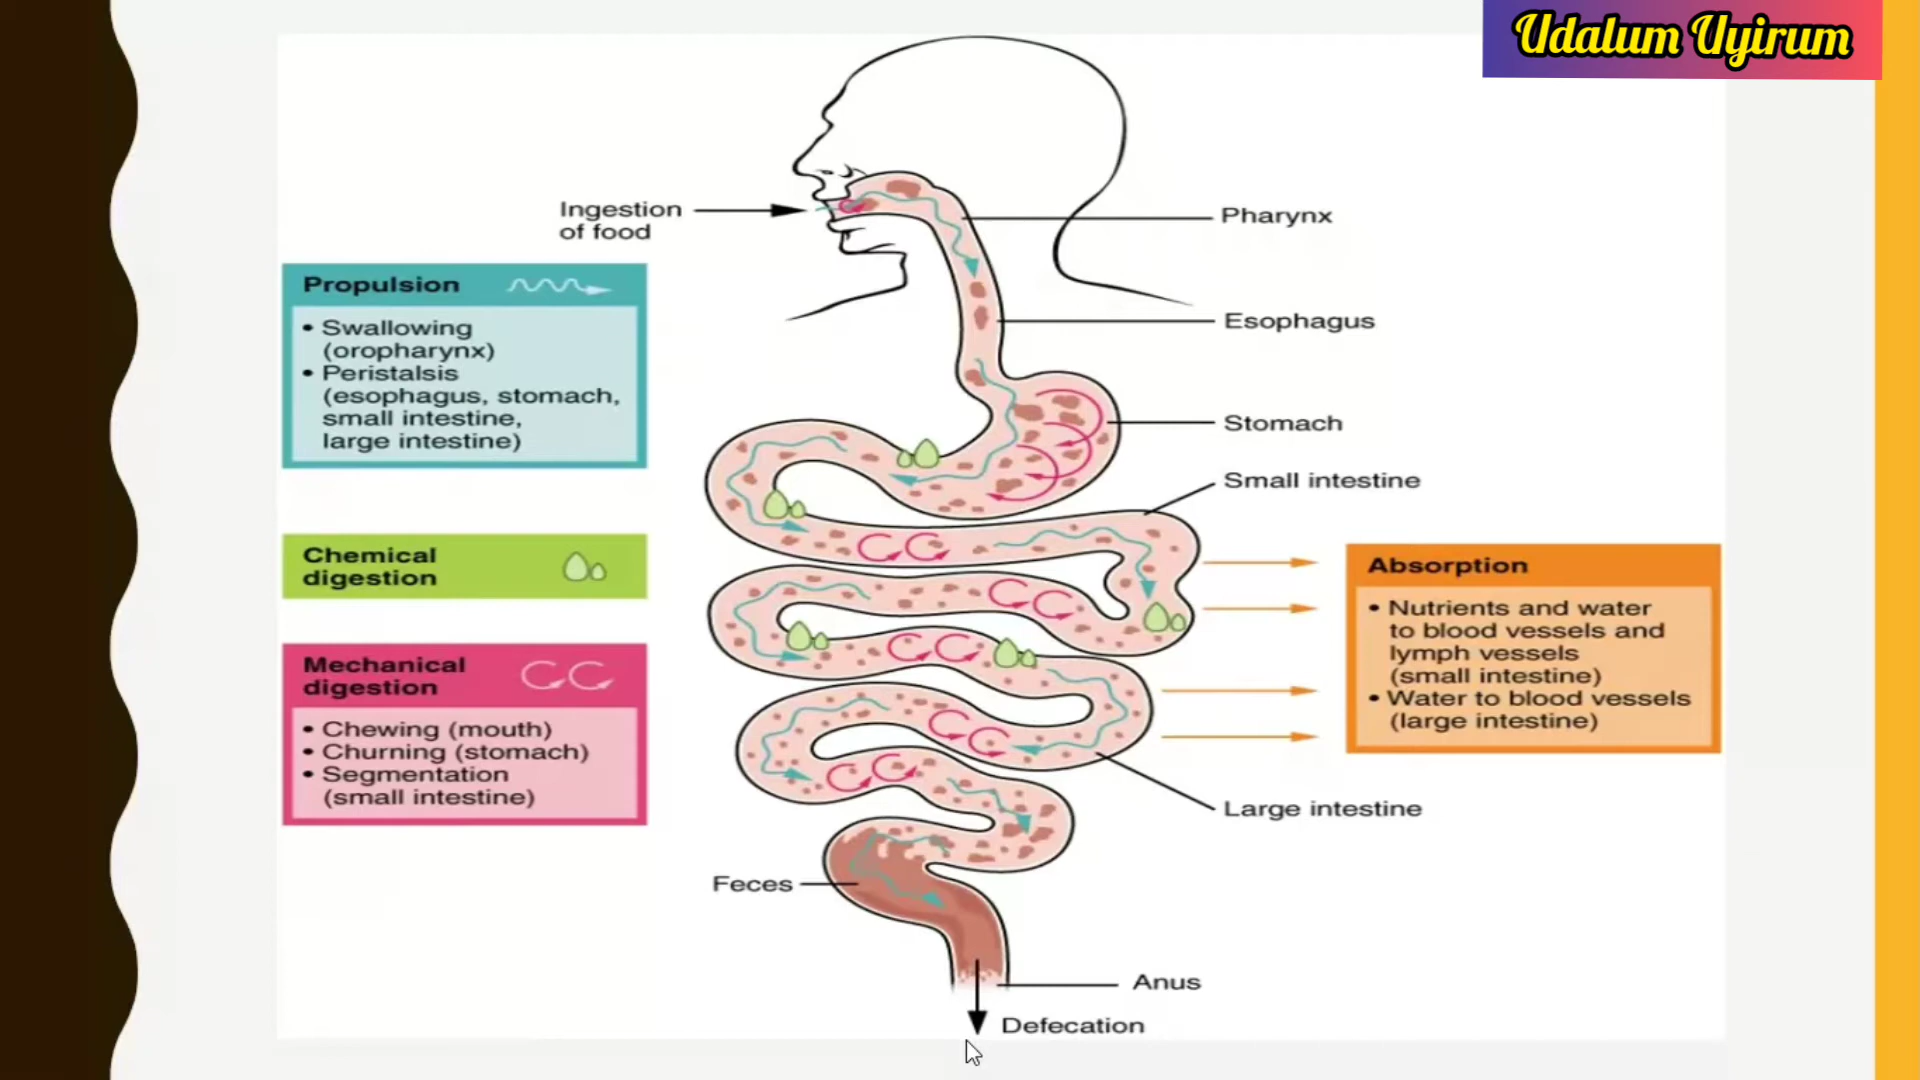 Udalum Uyirum
Ingestion
of food
Pharynx
Propulsion
• Swallowing
(oropharynx)
• Peristalsis
(esophagus, stomach,
small intestine,
large intestine)
Esophagus
Stomach
Small intestine
Chemical
digestion
Absorption
• Nutrients and water
to blood vessels and
lymph vessels
(small intestine)
• Water to blood vessels
(large intestine)
Mechanical
digestion
• Chewing (mouth)
• Churning (stomach)
• Segmentation
(small intestine)
Large intestine
Feces
Anus
Defecation